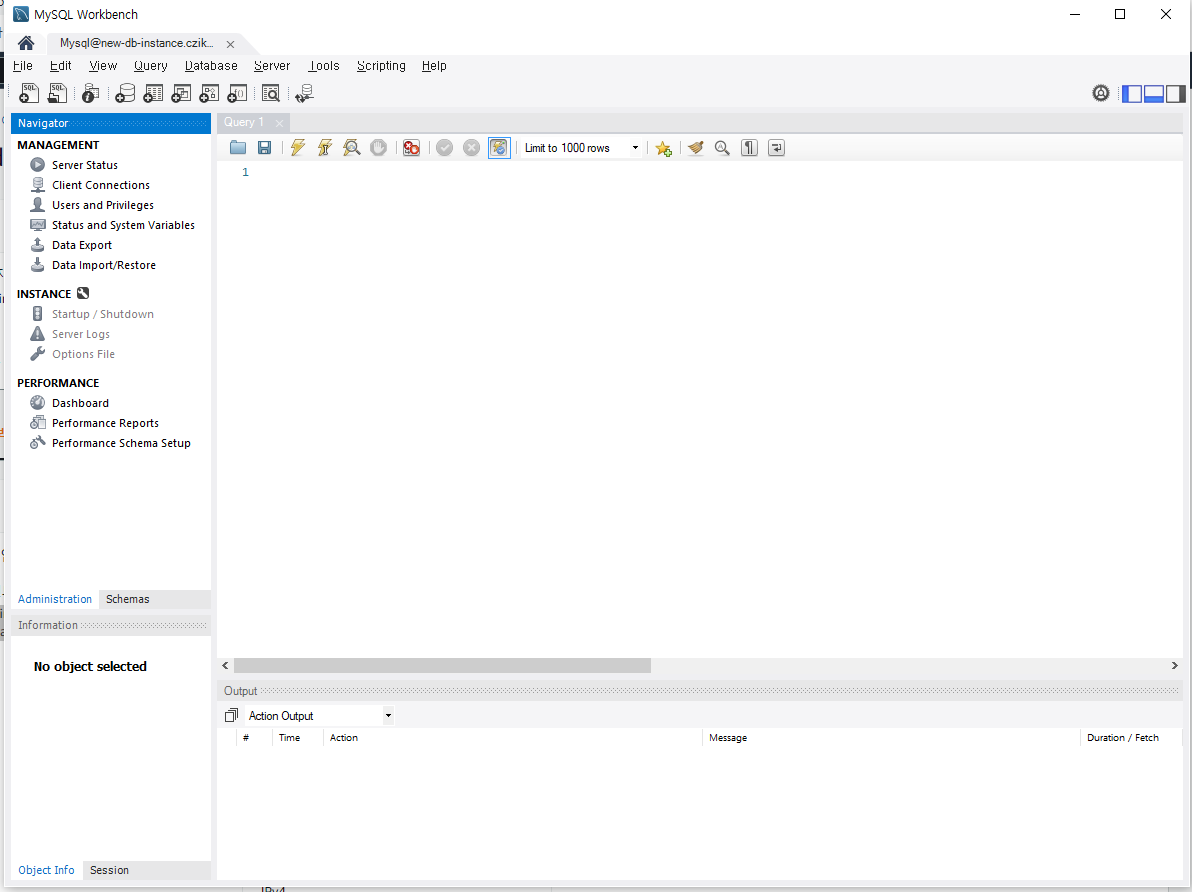 MySQL Workbench
Mysql@new-db-instance.czik...
File Edit View Query Database Server Tools Scripting Help
Navigator
MANAGEMENT
Server Status
Client Connections
Users and Privileges
Status and System Variables
Data Export
Data Import/Restore
INSTANCE
Startup / Shutdown
Server Logs
Options File
PERFORMANCE
Dashboard
Performance Reports
Performance Schema Setup
Administration Schemas
Information
No object selected
Object Info Session
Query 1
Limit to 1000 rows
1
Output
Action Output
# Time Action Message Duration / Fetch